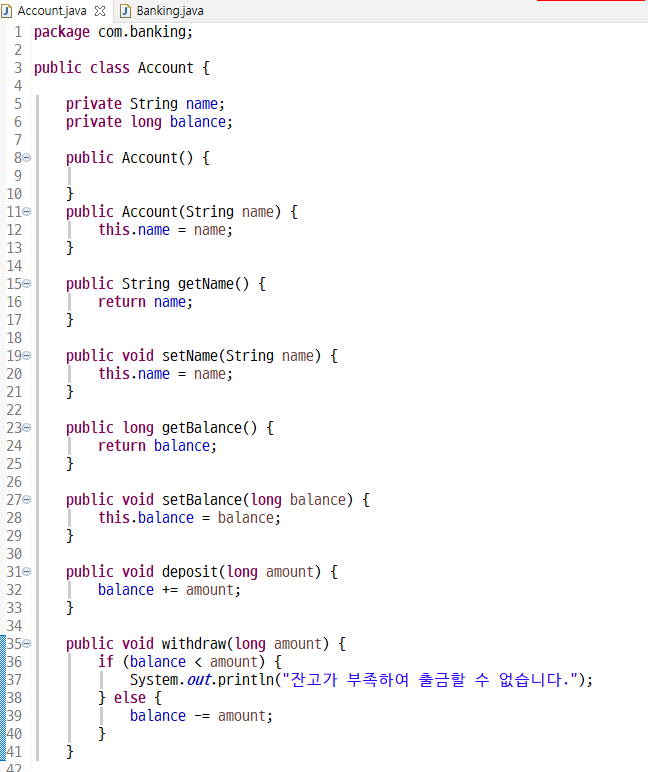 Account.java Banking.java
1 package com.banking;
2
3 public class Account {
4
5 private String name;
6 private long balance;
7
8 public Account() {
9
10 }
11 public Account(String name) {
12 this.name = name;
13 }
14
15 public String getName() {
16 return name;
17 }
18
19 public void setName(String name) {
20 this.name = name;
21 }
22
23 public long getBalance() {
24 return balance;
25 }
26
27 public void setBalance(long balance) {
28 this.balance = balance;
29 }
30
31 public void deposit(long amount) {
32 balance += amount;
33 }
34
35 public void withdraw(long amount) {
36 if (balance < amount) {
37 System.out.println("잔고가 부족하여 출금할 수 없습니다.");
38 } else {
39 balance -= amount;
40 }
41 }
42